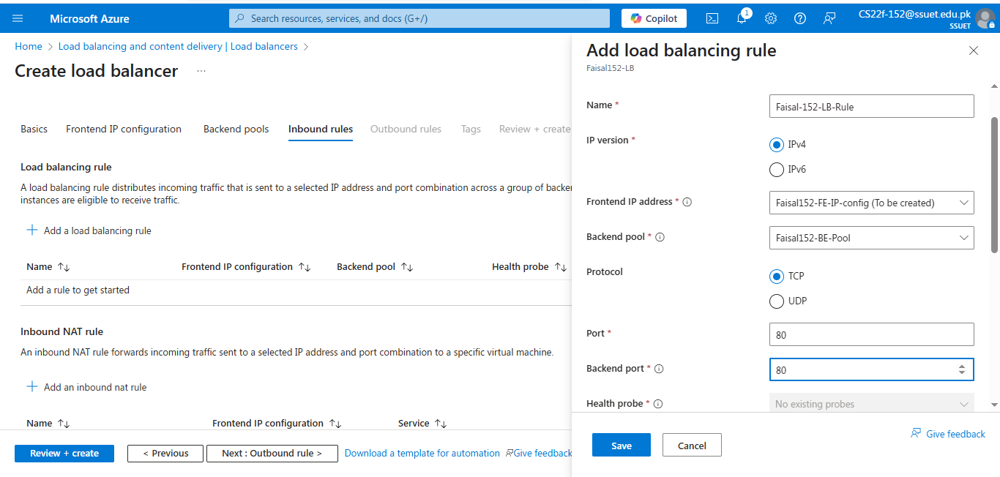 Microsoft Azure
Search resources, services, and docs (G+/)
Copilot
1
CS22f-152@ssuet.edu.pk
SSUET
Home > Load balancing and content delivery | Load balancers >
Create load balancer ...
Basics
Frontend IP configuration
Backend pools
Inbound rules
Outbound rules
Tags
Review + create
Load balancing rule
A load balancing rule distributes incoming traffic that is sent to a selected IP address and port combination across a group of backe
instances are eligible to receive traffic.
+ Add a load balancing rule
Name ↑↓
Frontend IP configuration ↑↓
Backend pool ↑↓
Health probe ↑↓
Add a rule to get started
Inbound NAT rule
An inbound NAT rule forwards incoming traffic sent to a selected IP address and port combination to a specific virtual machine.
+ Add an inbound nat rule
Name ↑↓
Frontend IP configuration ↑↓
Service ↑↓
Review + create
< Previous
Next : Outbound rule >
Download a template for automation
Give feedback
Add load balancing rule
Faisal152-LB
Name *
Faisal-152-LB-Rule
IP version *
IPv4
IPv6
Frontend IP address *
Faisal152-FE-IP-config (To be created)
Backend pool *
Faisal152-BE-Pool
Protocol
TCP
UDP
Port *
80
Backend port *
80
Health probe *
No existing probes
Save
Cancel
Give feedback